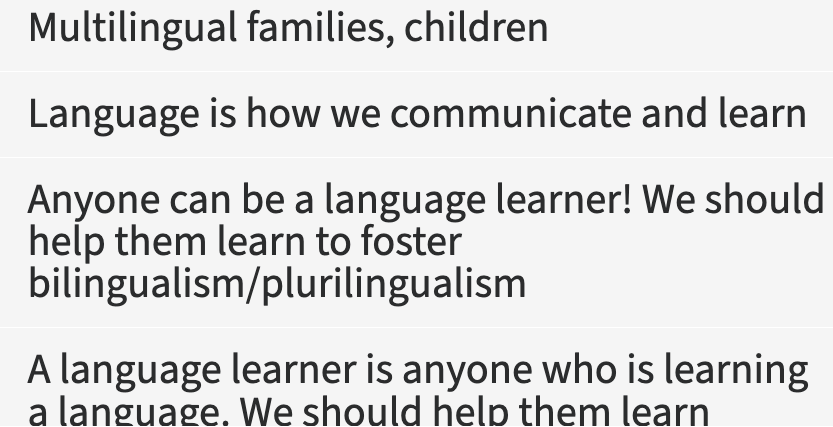 Multilingual families, children
Language is how we communicate and learn
Anyone can be a language learner! We should
help them learn to foster
bilingualism/plurilingualism
A language learner is anyone who is learning
a language. We should help them learn